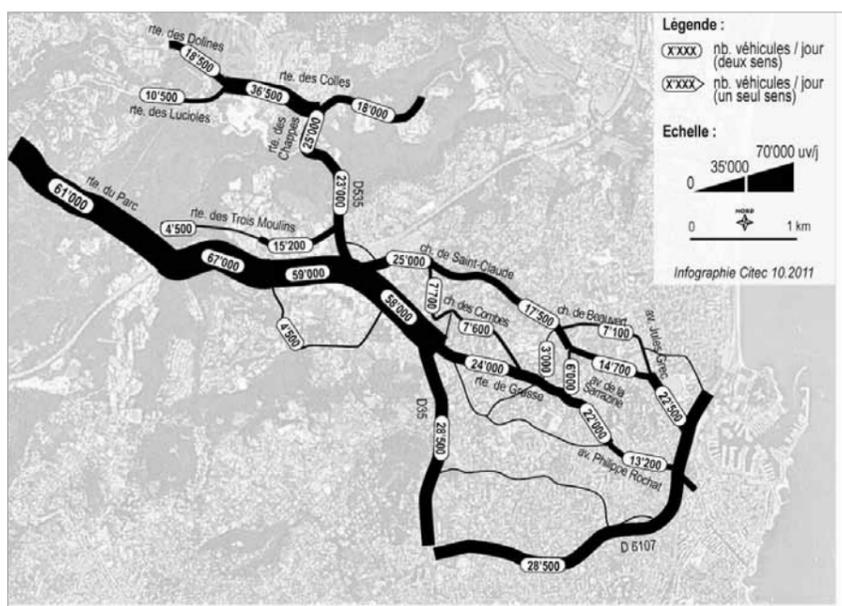 Légende :
X'XXX nb. véhicules / jour
(deux sens)
X'XXX nb. véhicules / jour
(un seul sens)
Echelle :
70'000 uv/j
35'000
0
NORD
0 1 km
Infographie Citec 10.2011
rte. des Dolines
18'500
rte. des Colles
36'500
10'500
18'000
rte. des Lucioles
rte. des
Chappes
25'000
D535
23'000
61'000
rte. du Parc
rte. des Trois Moulins
4'500
15'200
67'000
59'000
25'000
ch. de Saint-Claude
58'000
7'700
ch. des Combes
7'600
17'500
ch. de Beauvert
7'100
av. Jules Grec
4'500
3'000
6'000
14'700
24'000
rte. de Grasse
av. de la
Sarrazine
22'500
D35
28'500
22'000
13'200
av. Philippe Rochat
D 6107
28'500